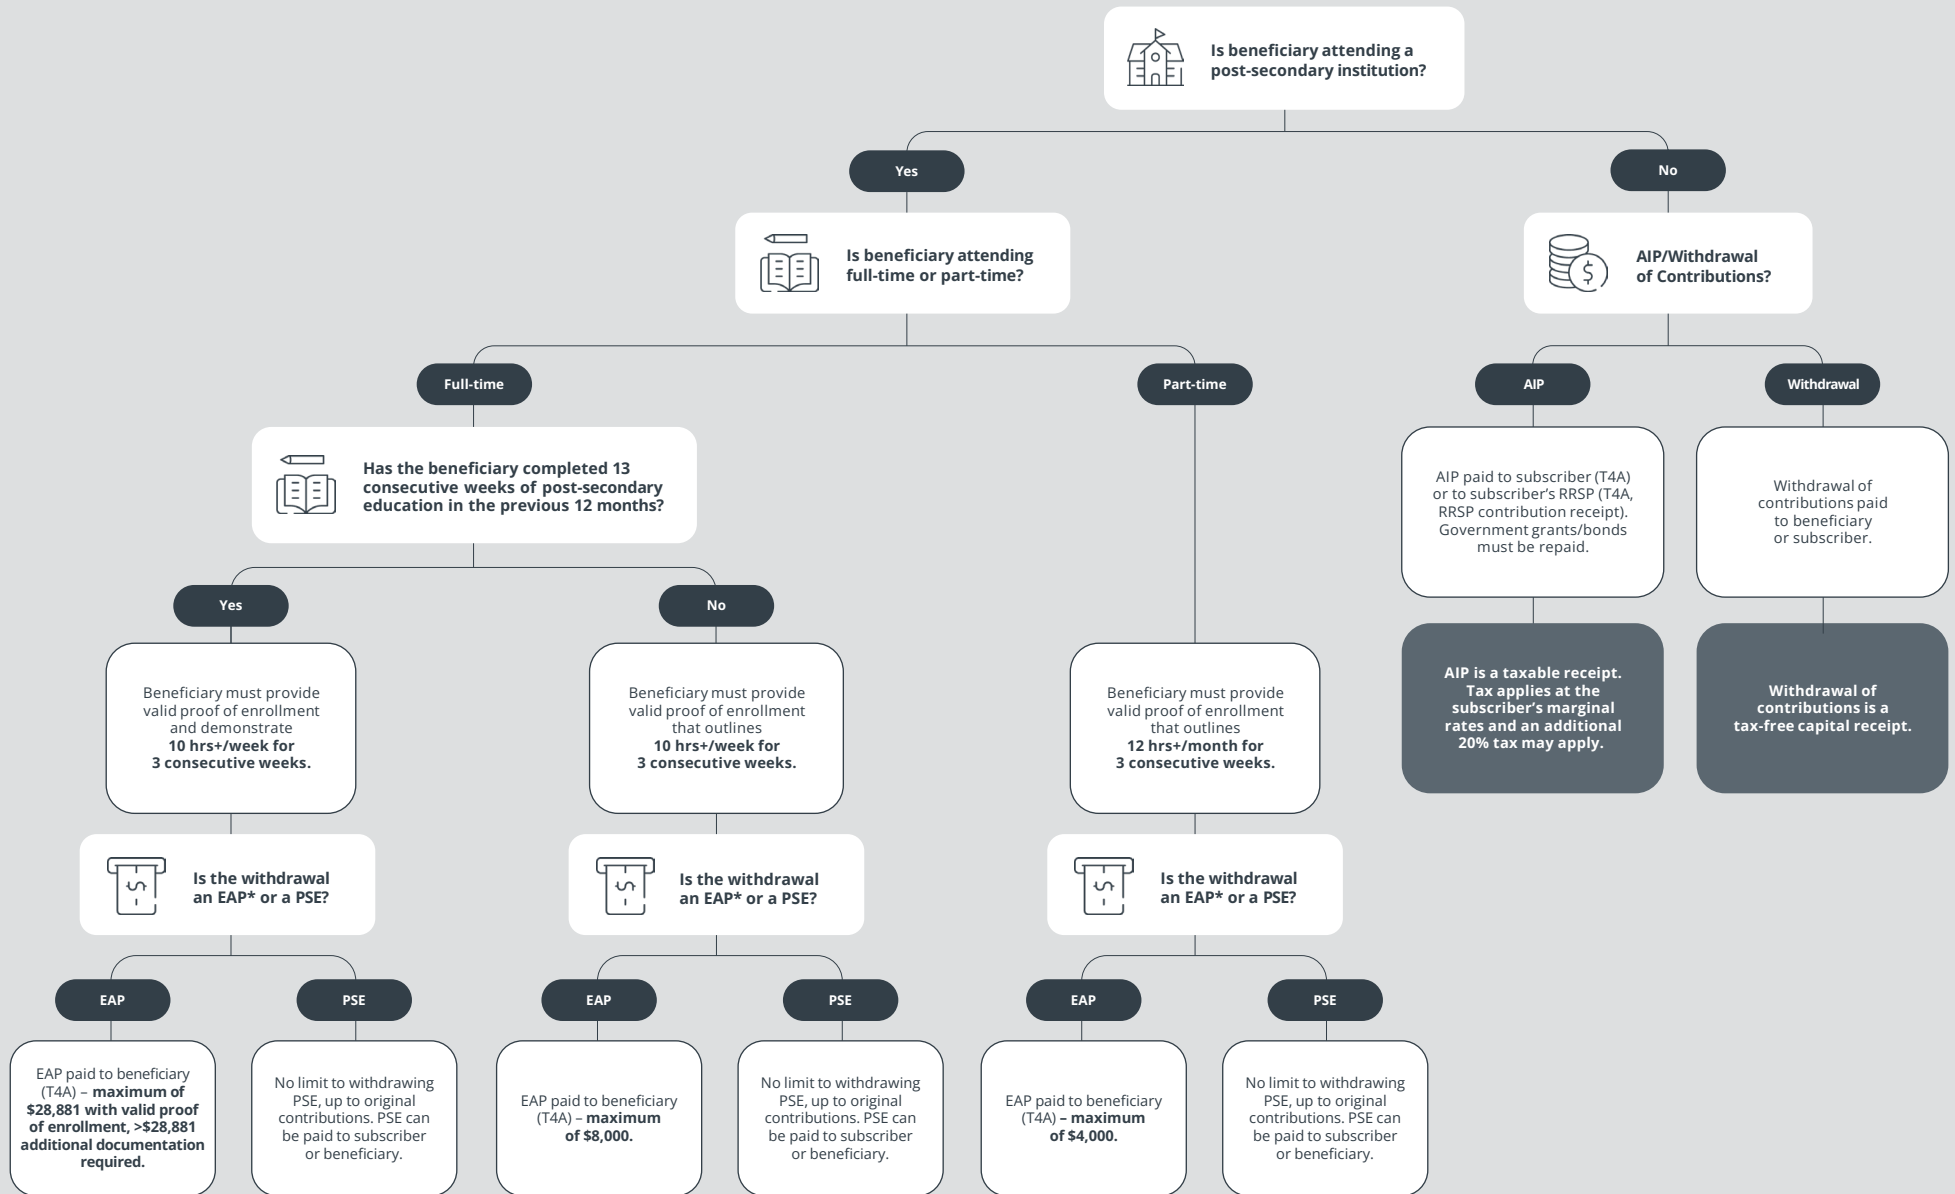 Is beneficiary attending a
post-secondary institution?
Yes
No
Is beneficiary attending
full-time or part-time?
AIP/Withdrawal
of Contributions?
Full-time
Part-time
AIP
Withdrawal
Has the beneficiary completed 13
consecutive weeks of post-secondary
education in the previous 12 months?
AIP paid to subscriber (T4A)
or to subscriber’s RRSP (T4A,
RRSP contribution receipt).
Government grants/bonds
must be repaid.
Withdrawal of
contributions paid
to beneficiary
or subscriber.
Yes
No
Beneficiary must provide
valid proof of enrollment
and demonstrate
10 hrs+/week for
3 consecutive weeks.
Beneficiary must provide
valid proof of enrollment
that outlines
10 hrs+/week for
3 consecutive weeks.
Beneficiary must provide
valid proof of enrollment
that outlines
12 hrs+/month for
3 consecutive weeks.
AIP is a taxable receipt.
Tax applies at the
subscriber’s marginal
rates and an additional
20% tax may apply.
Withdrawal of
contributions is a
tax-free capital receipt.
Is the withdrawal
an EAP* or a PSE?
Is the withdrawal
an EAP* or a PSE?
Is the withdrawal
an EAP* or a PSE?
EAP
PSE
EAP
PSE
EAP
PSE
EAP paid to beneficiary
(T4A) – maximum of
$28,881 with valid proof
of enrollment, >$28,881
additional documentation
required.
No limit to withdrawing
PSE, up to original
contributions. PSE can
be paid to subscriber
or beneficiary.
EAP paid to beneficiary
(T4A) – maximum
of $8,000.
No limit to withdrawing
PSE, up to original
contributions. PSE can
be paid to subscriber
or beneficiary.
EAP paid to beneficiary
(T4A) – maximum
of $4,000.
No limit to withdrawing
PSE, up to original
contributions. PSE can
be paid to subscriber
or beneficiary.